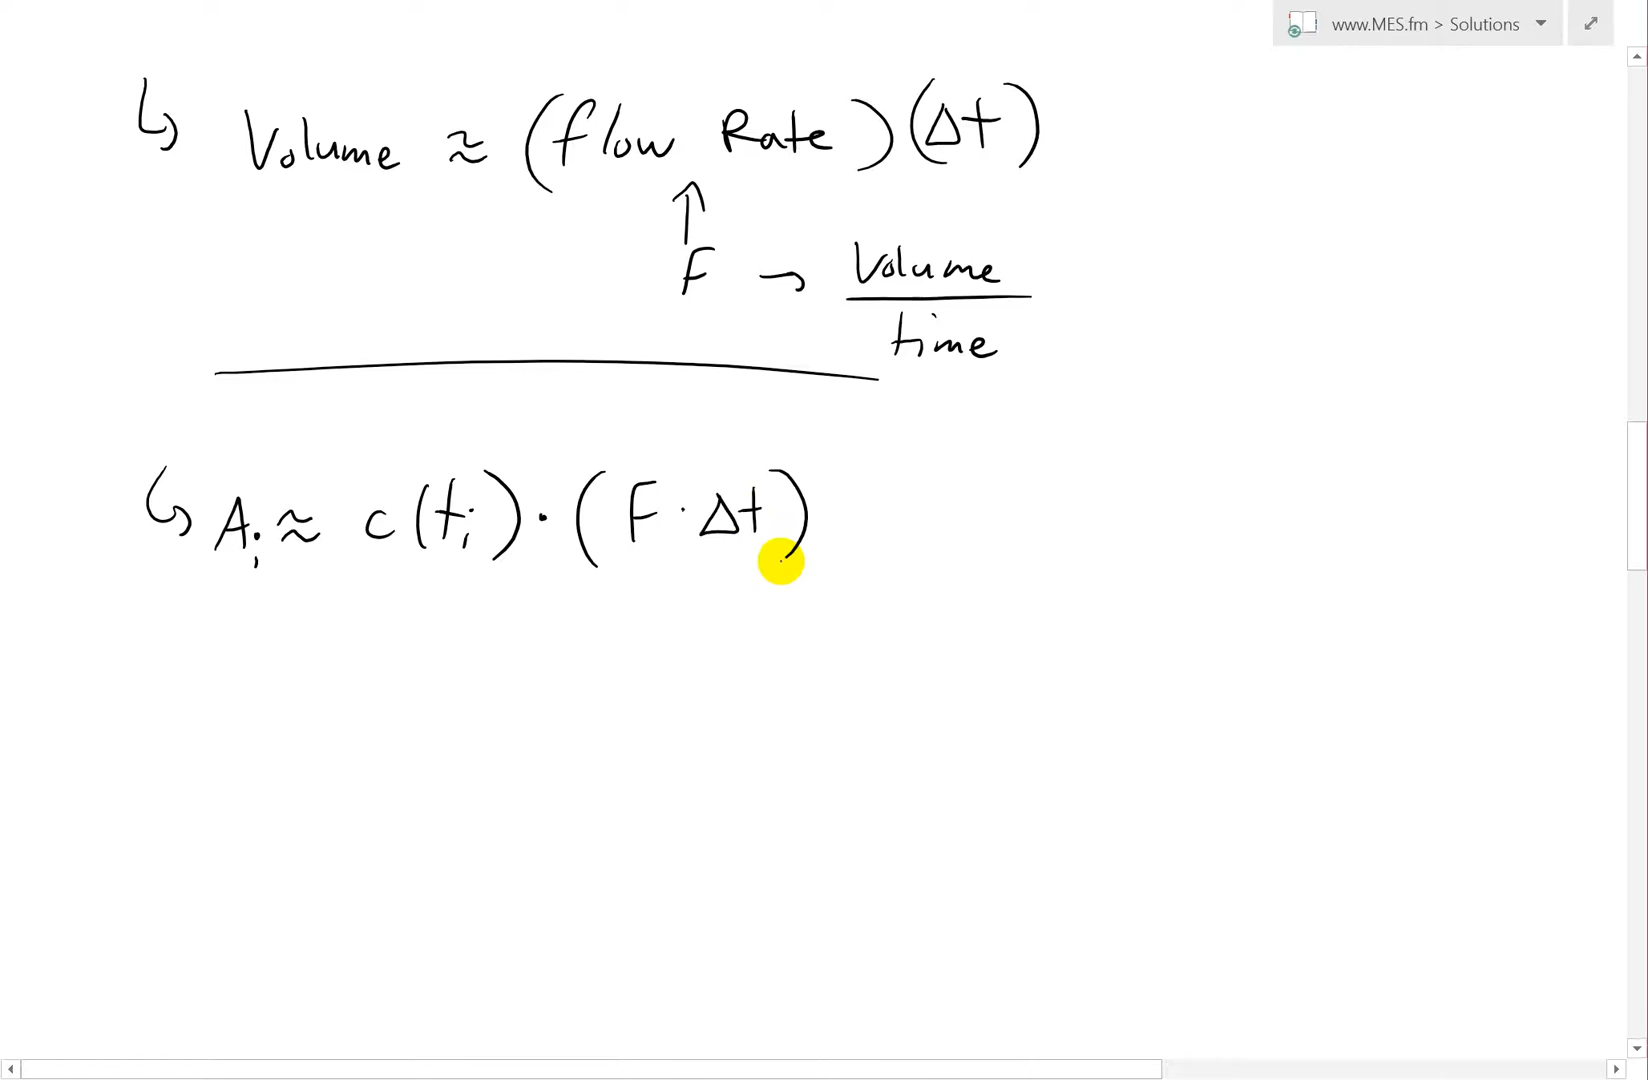 www.MES.fm > Solutions
↳ Volume ≈ (flow Rate)(Δt)
↑
F → Volume
time
↳ Aᵢ ≈ c(tᵢ) · (F · Δt)